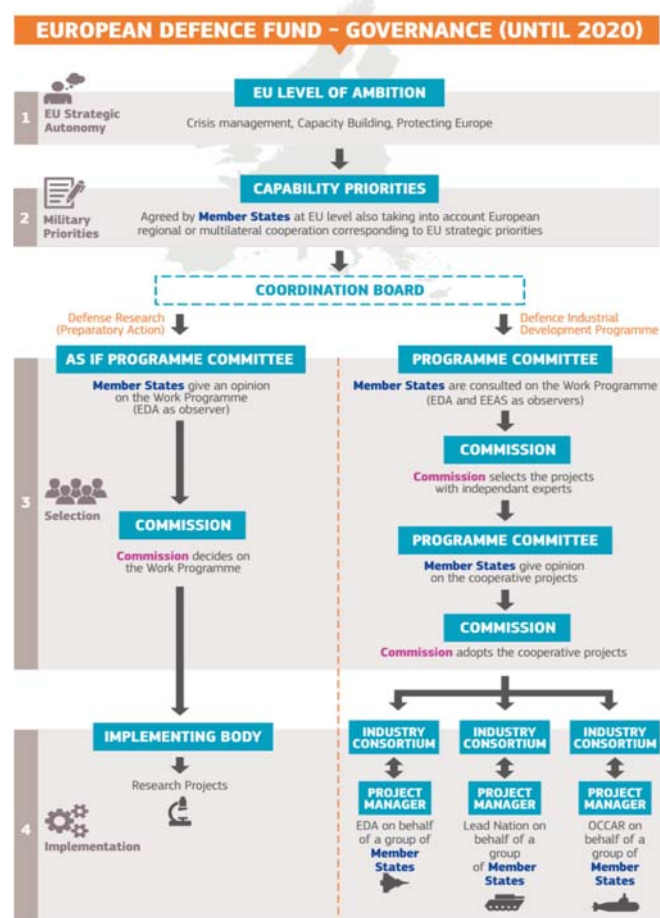 EUROPEAN DEFENCE FUND – GOVERNANCE (UNTIL 2020)
1
EU Strategic
Autonomy
EU LEVEL OF AMBITION
Crisis management, Capacity Building, Protecting Europe
2
Military
Priorities
CAPABILITY PRIORITIES
Agreed by Member States at EU level also taking into account European
regional or multilateral cooperation corresponding to EU strategic priorities
COORDINATION BOARD
Defense Research
(Preparatory Action)
Defence Industrial
Development Programme
3
Selection
AS IF PROGRAMME COMMITTEE
Member States give an opinion
on the Work Programme
(EDA as observer)
COMMISSION
Commission decides on
the Work Programme
PROGRAMME COMMITTEE
Member States are consulted on the Work Programme
(EDA and EEAS as observers)
COMMISSION
Commission selects the projects
with independant experts
PROGRAMME COMMITTEE
Member States give opinion
on the cooperative projects
COMMISSION
Commission adopts the cooperative projects
4
Implementation
IMPLEMENTING BODY
Research Projects
INDUSTRY
CONSORTIUM
PROJECT
MANAGER
EDA on behalf
of a group of
Member
States
INDUSTRY
CONSORTIUM
PROJECT
MANAGER
Lead Nation on
behalf of a
group
of Member
States
INDUSTRY
CONSORTIUM
PROJECT
MANAGER
OCCAR on
behalf of a
group of
Member
States